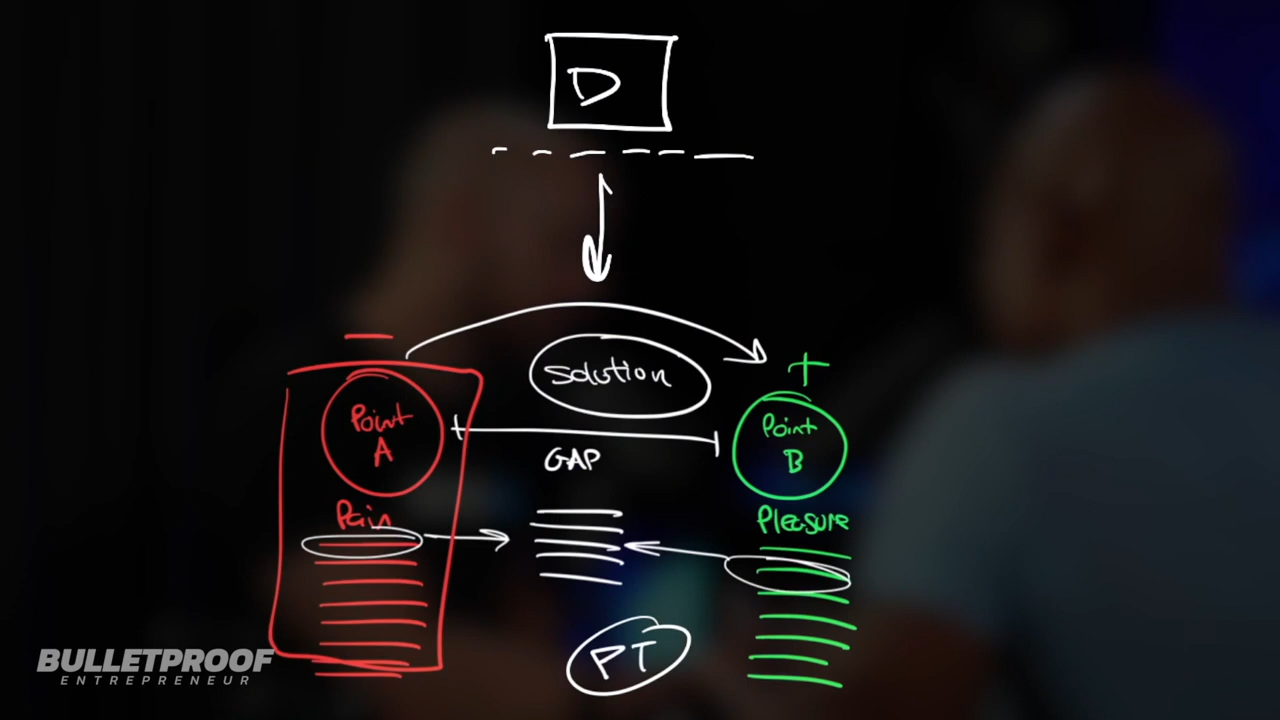 D
Solution
Point
A
Point
B
GAP
Pain
Pleasure
PT
BULLETPROOF
ENTREPRENEUR
-
+